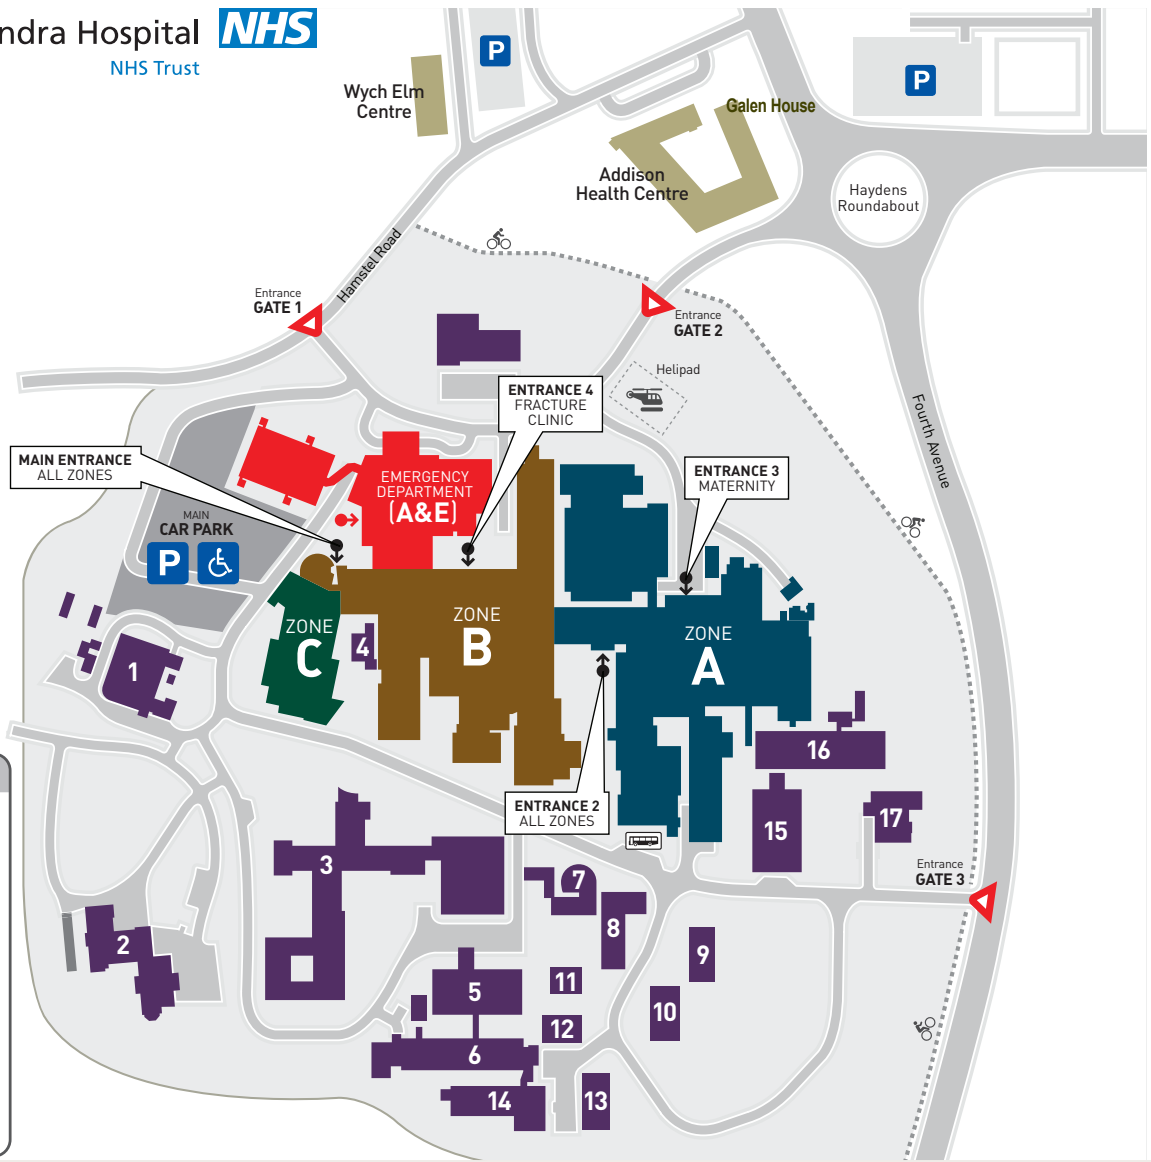 ndra Hospital NHS
NHS Trust
P
P
Wych Elm
Centre
Galen House
Addison
Health Centre
Haydens
Roundabout
Hamstel Road
Entrance
GATE 1
Entrance
GATE 2
Helipad
ENTRANCE 4
FRACTURE
CLINIC
Fourth Avenue
MAIN ENTRANCE
ALL ZONES
EMERGENCY
DEPARTMENT
(A&E)
ENTRANCE 3
MATERNITY
MAIN
CAR PARK
P
ZONE
C
4
ZONE
B
ZONE
A
1
16
ENTRANCE 2
ALL ZONES
15
17
Entrance
GATE 3
3
7
8
2
9
5
11
10
12
6
14
13